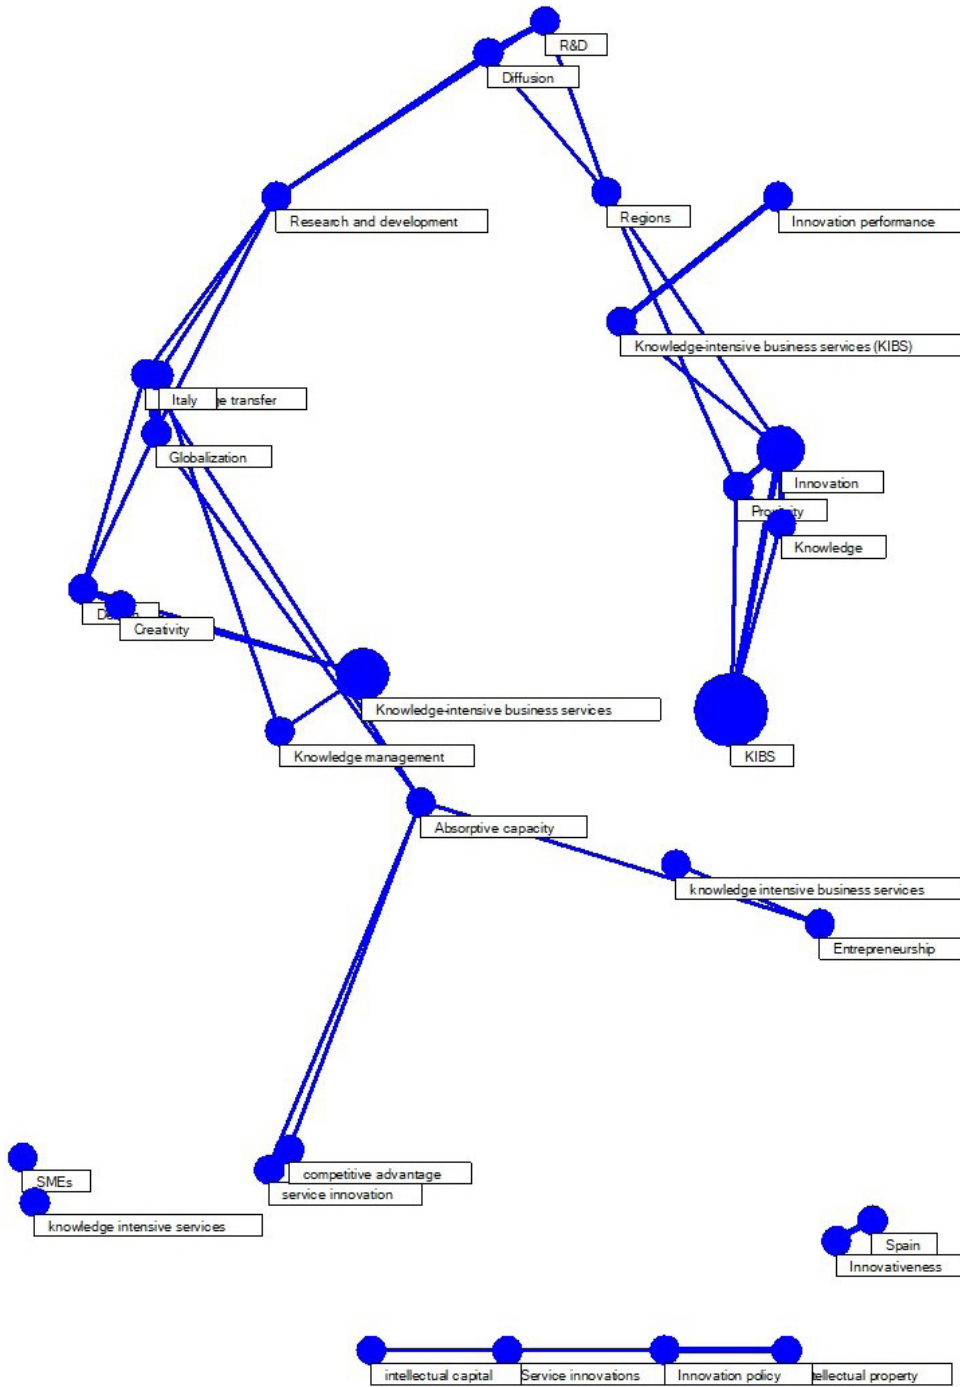 R&D
Diffusion
Research and development
Regions
Innovation performance
Knowledge-intensive business services (KIBS)
Italy
transfer
Globalization
Innovation
Knowledge
Creativity
Knowledge-intensive business services
Knowledge management
KIBS
Absorptive capacity
knowledge intensive business services
Entrepreneurship
competitive advantage
service innovation
SMEs
knowledge intensive services
Spain
Innovativeness
intellectual capital
Service innovations
Innovation policy
property